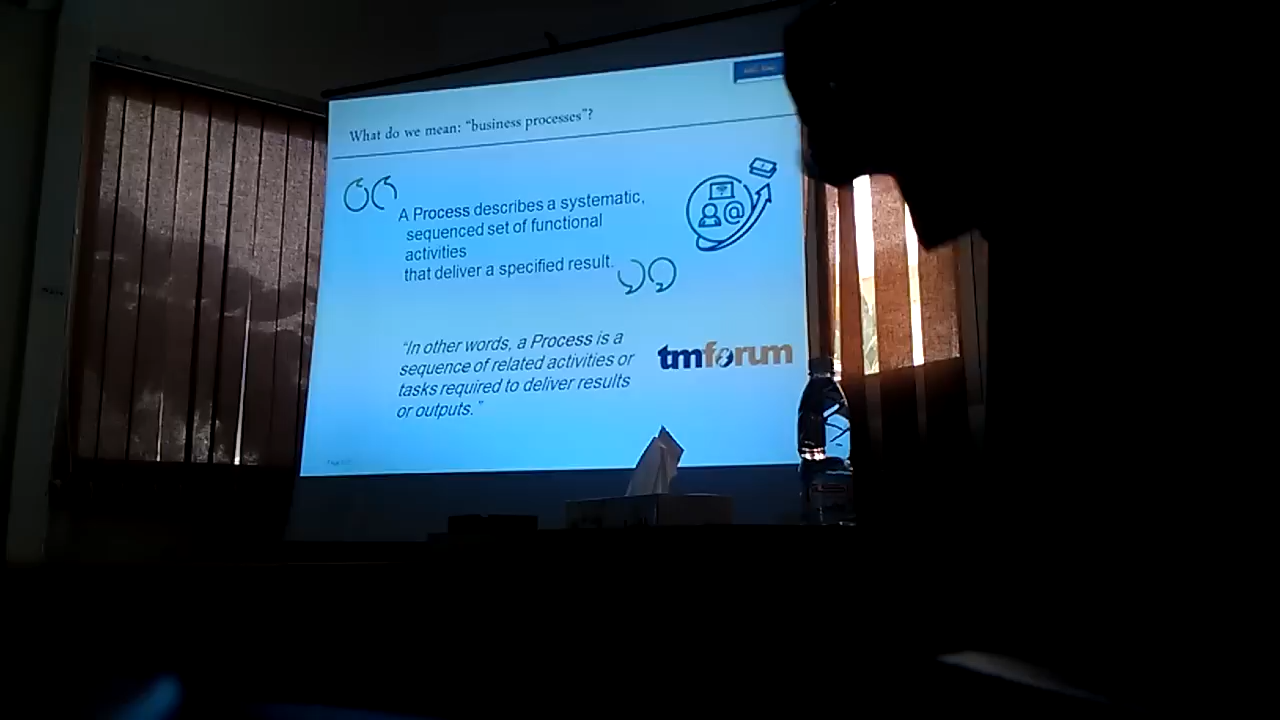 What do we mean: “business processes”?
A Process describes a systematic,
sequenced set of functional
activities
that deliver a specified result.
“In other words, a Process is a
sequence of related activities or
tasks required to deliver results
or outputs.”
tmforum